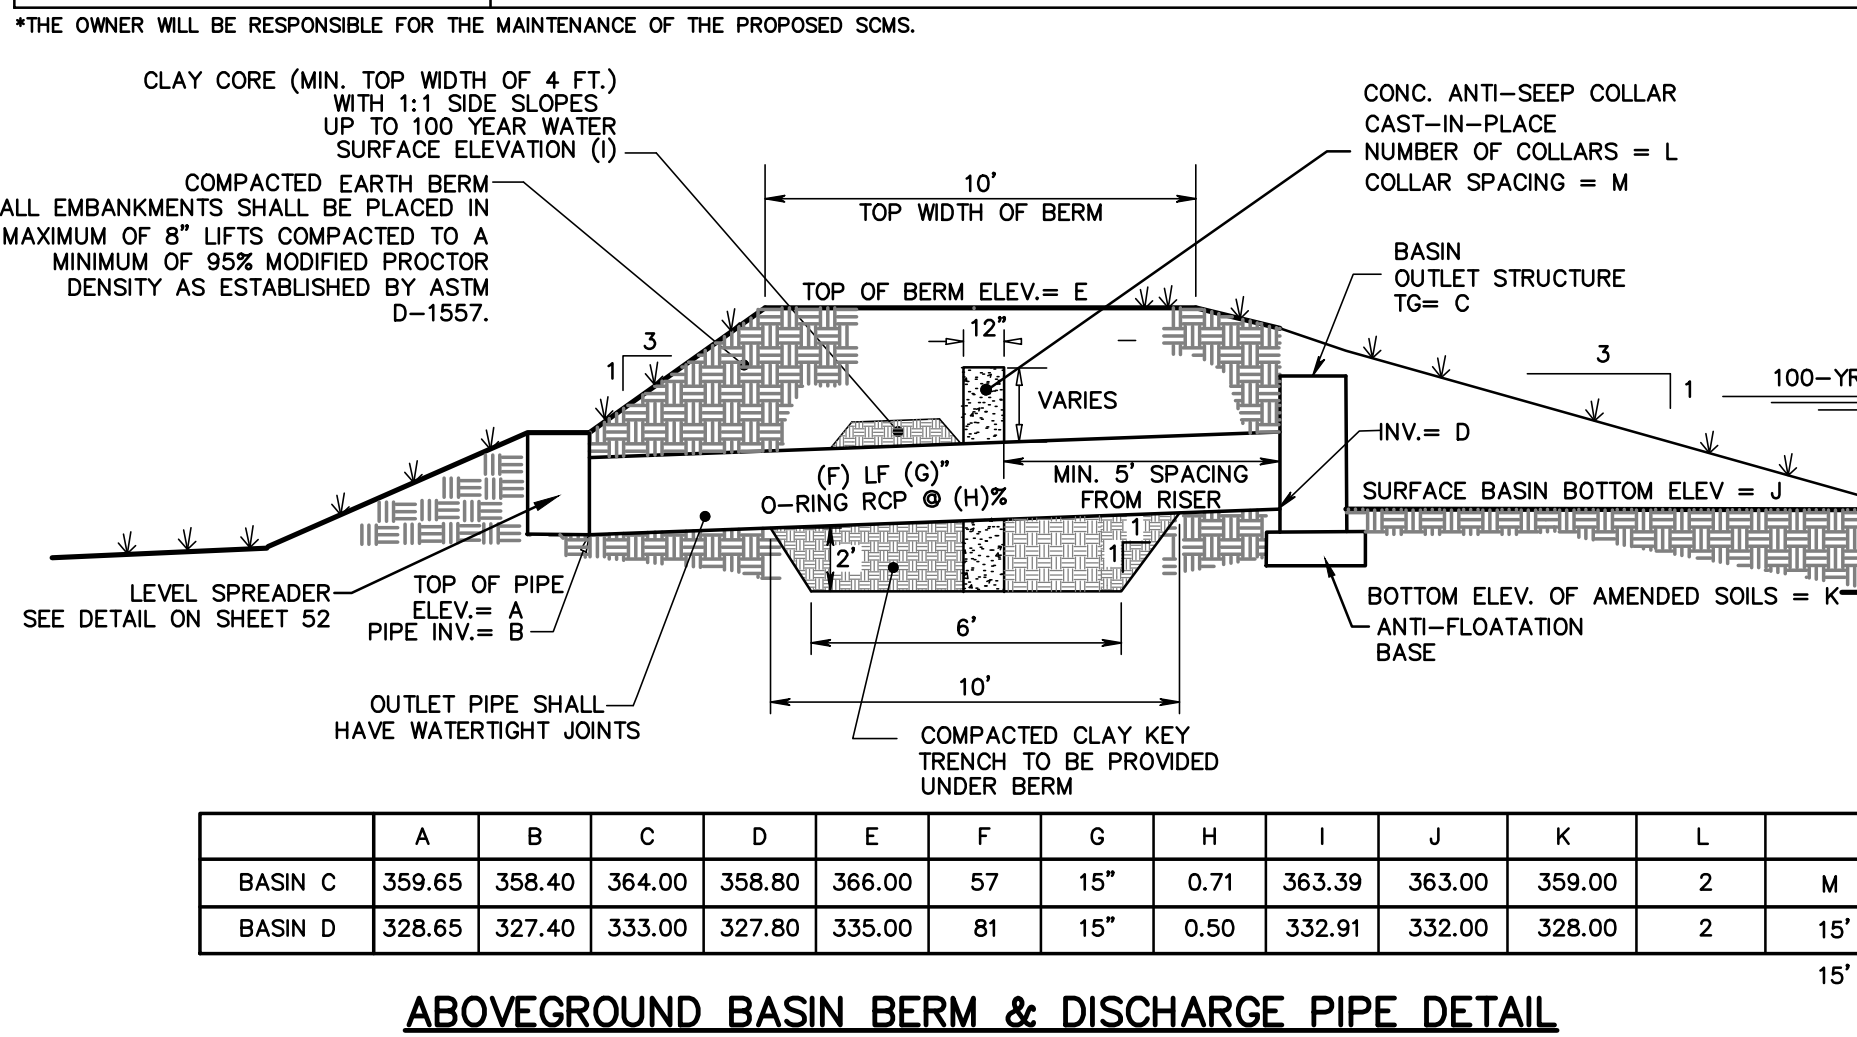 *THE OWNER WILL BE RESPONSIBLE FOR THE MAINTENANCE OF THE PROPOSED SCMS.
CLAY CORE (MIN. TOP WIDTH OF 4 FT.)
WITH 1:1 SIDE SLOPES
UP TO 100 YEAR WATER
SURFACE ELEVATION (I)
COMPACTED EARTH BERM
ALL EMBANKMENTS SHALL BE PLACED IN
MAXIMUM OF 8" LIFTS COMPACTED TO A
MINIMUM OF 95% MODIFIED PROCTOR
DENSITY AS ESTABLISHED BY ASTM
D-1557.
CONC. ANTI-SEEP COLLAR
CAST-IN-PLACE
NUMBER OF COLLARS = L
COLLAR SPACING = M
10'
TOP WIDTH OF BERM
BASIN
OUTLET STRUCTURE
TG= C
TOP OF BERM ELEV.= E
12"
3
1
VARIES
3
1
100-YR
INV.= D
(F) LF (G)"
O-RING RCP @ (H)%
MIN. 5' SPACING
FROM RISER
SURFACE BASIN BOTTOM ELEV = J
2'
1
1
LEVEL SPREADER
SEE DETAIL ON SHEET 52
TOP OF PIPE
ELEV.= A
PIPE INV.= B
BOTTOM ELEV. OF AMENDED SOILS = K
ANTI-FLOATATION
BASE
6'
10'
OUTLET PIPE SHALL
HAVE WATERTIGHT JOINTS
COMPACTED CLAY KEY
TRENCH TO BE PROVIDED
UNDER BERM
A B C D E F G H I J K L
BASIN C 359.65 358.40 364.00 358.80 366.00 57 15" 0.71 363.39 363.00 359.00 2 M
BASIN D 328.65 327.40 333.00 327.80 335.00 81 15" 0.50 332.91 332.00 328.00 2 15'
15'
ABOVEGROUND BASIN BERM & DISCHARGE PIPE DETAIL